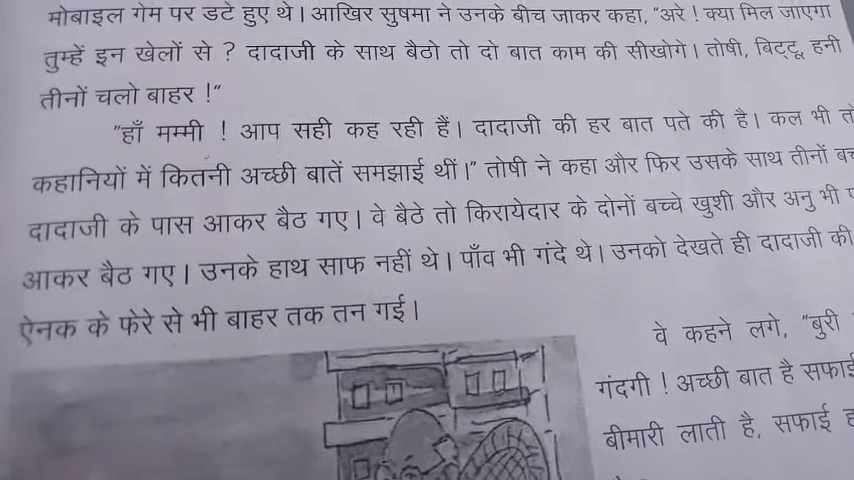 मोबाइल गेम पर डटे हुए थे। आखिर सुषमा ने उनके बीच जाकर कहा, "अरे ! क्या मिल जाएगा
तुम्हें इन खेलों से ? दादाजी के साथ बैठो तो दो बात काम की सीखोगे। तोषी, बिट्टू, हनी
तीनों चलो बाहर !"
"हाँ मम्मी ! आप सही कह रही हैं। दादाजी की हर बात पते की है। कल भी
कहानियों में कितनी अच्छी बातें समझाई थीं।" तोषी ने कहा और फिर उसके साथ तीनों
दादाजी के पास आकर बैठ गए। वे बैठे तो किरायेदार के दोनों बच्चे खुशी और अनु भी
आकर बैठ गए। उनके हाथ साफ नहीं थे। पाँव भी गंदे थे। उनको देखते ही दादाजी की
ऐनक के फेरे से भी बाहर तक तन गई।
वे कहने लगे, "बुरी
गंदगी ! अच्छी बात है सफाई
बीमारी लाती है, सफाई